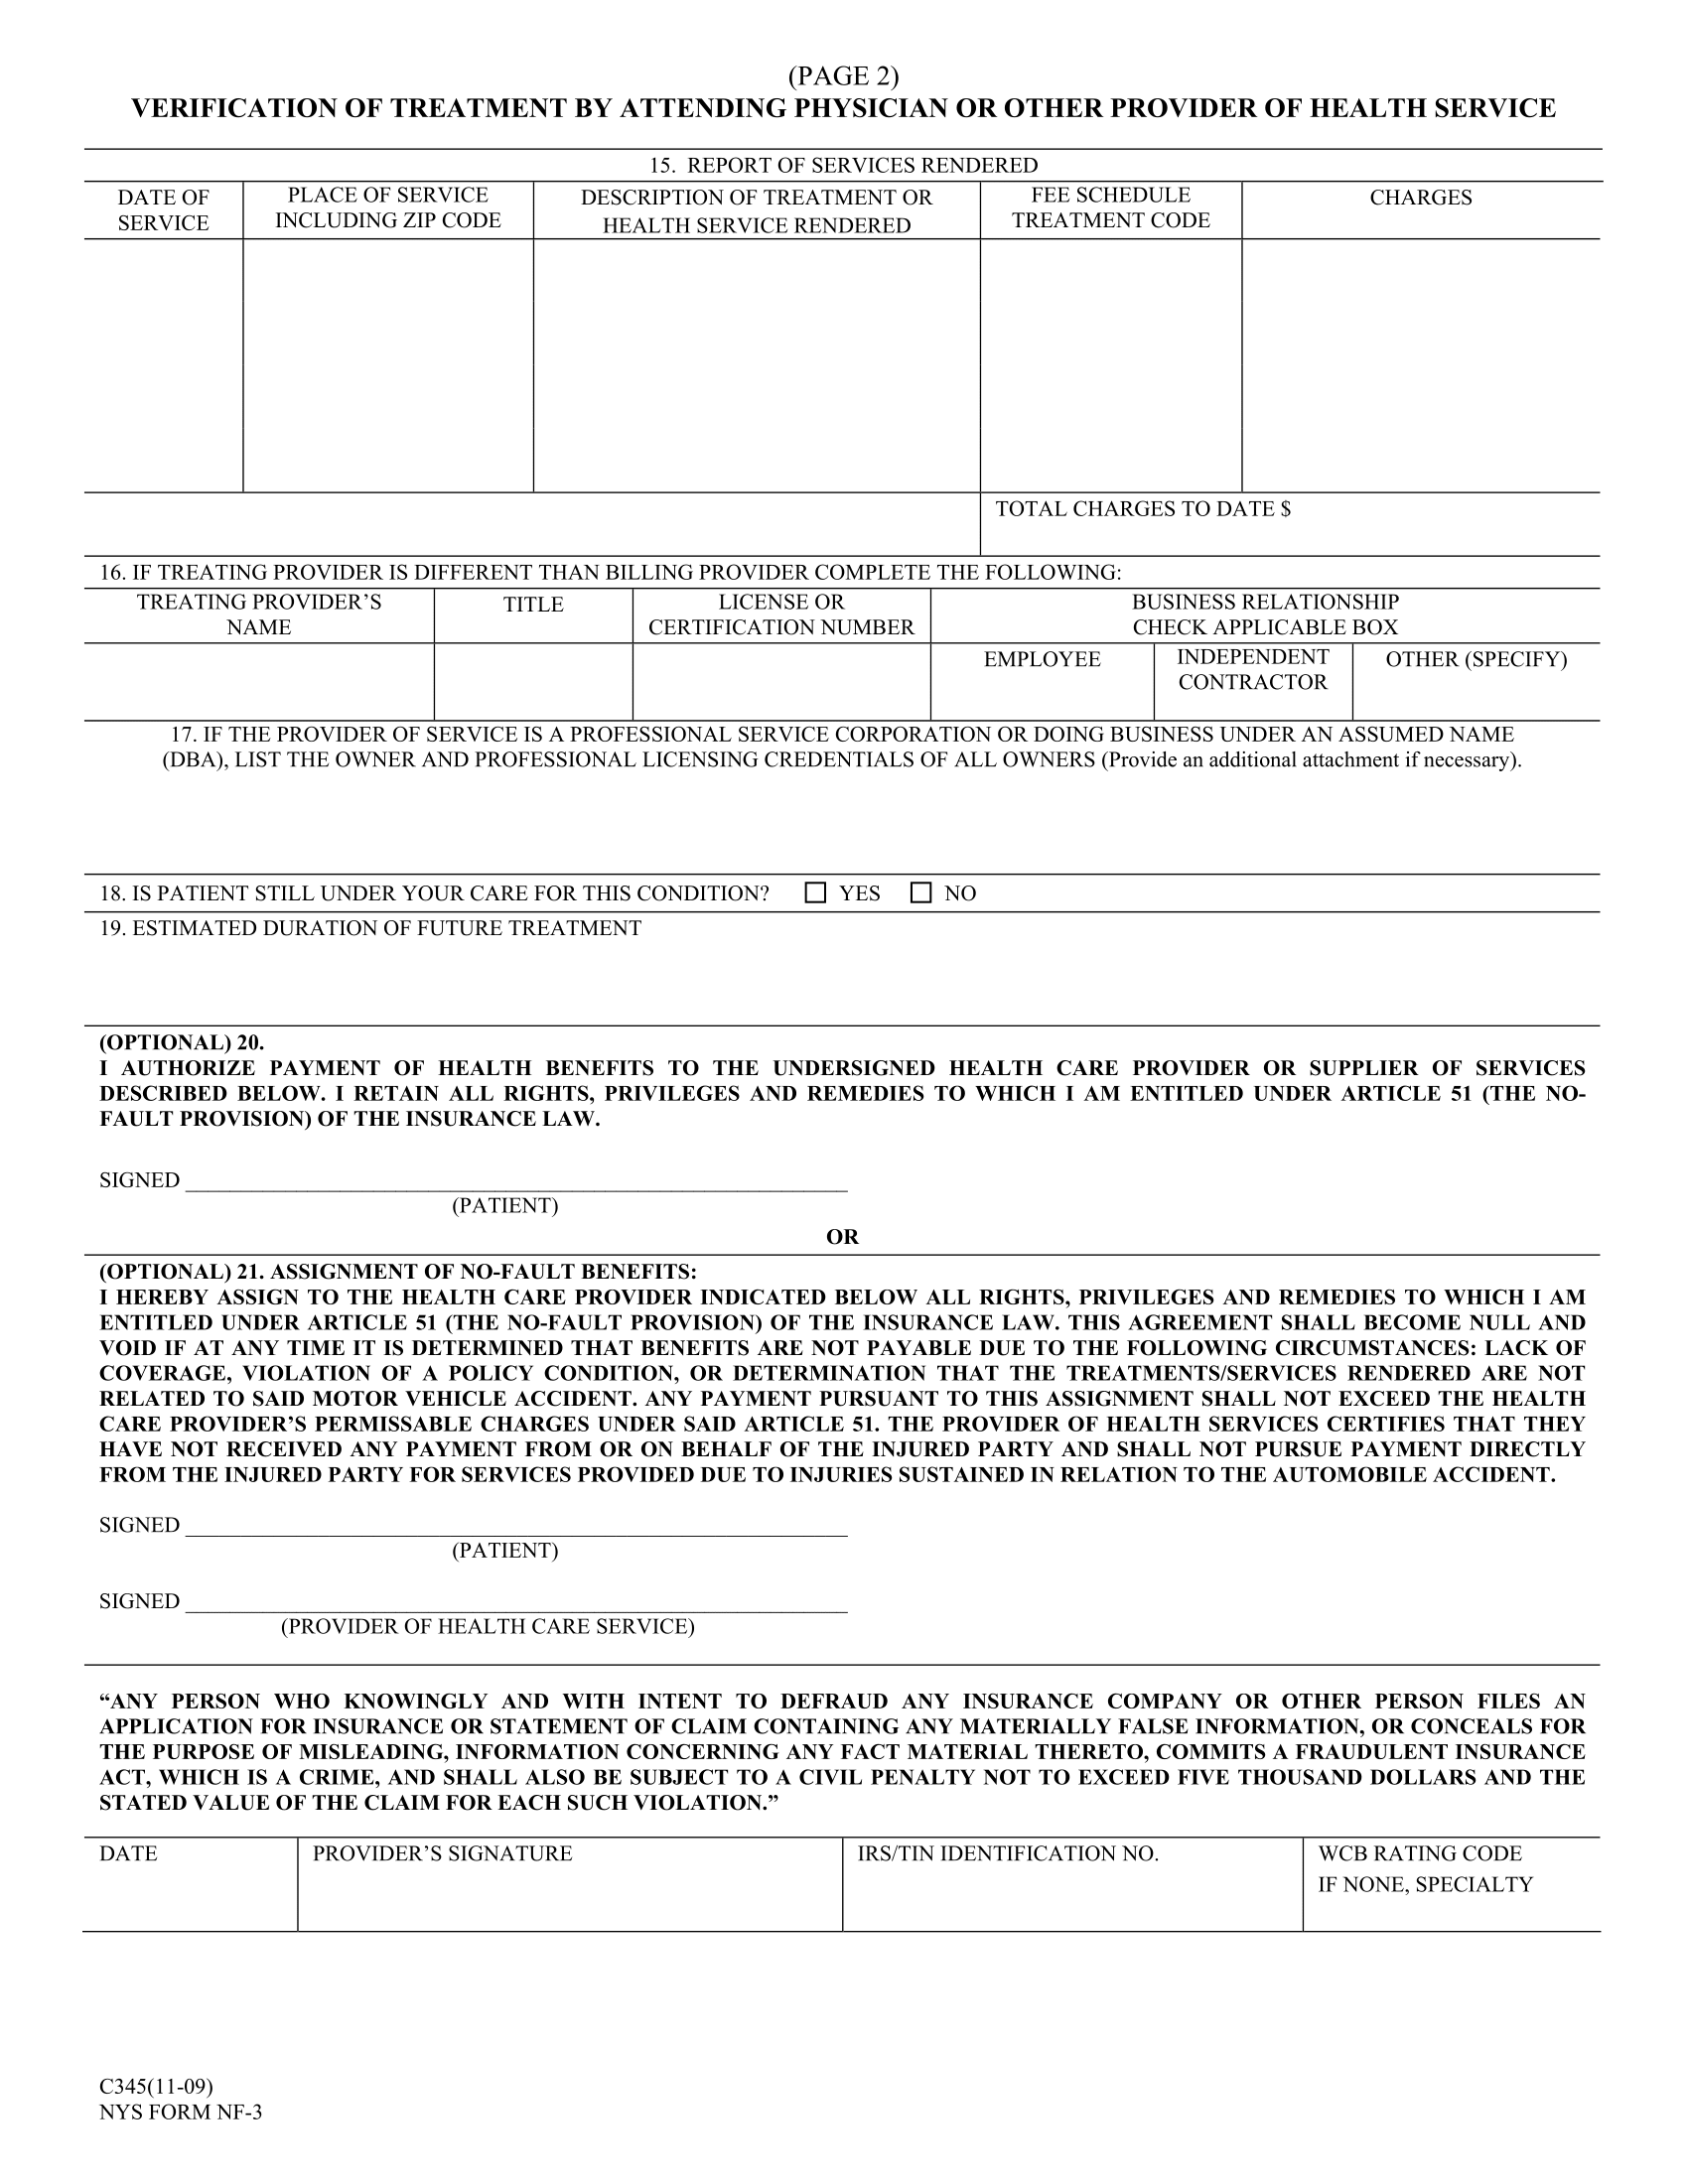 (PAGE 2)
VERIFICATION OF TREATMENT BY ATTENDING PHYSICIAN OR OTHER PROVIDER OF HEALTH SERVICE
15.  REPORT OF SERVICES RENDERED
DATE OF
SERVICE
PLACE OF SERVICE
INCLUDING ZIP CODE
DESCRIPTION OF TREATMENT OR
HEALTH SERVICE RENDERED
FEE SCHEDULE
TREATMENT CODE
CHARGES
TOTAL CHARGES TO DATE $
16. IF TREATING PROVIDER IS DIFFERENT THAN BILLING PROVIDER COMPLETE THE FOLLOWING:
TREATING PROVIDER’S
NAME
TITLE
LICENSE OR
CERTIFICATION NUMBER
BUSINESS RELATIONSHIP
CHECK APPLICABLE BOX
EMPLOYEE
INDEPENDENT
CONTRACTOR
OTHER (SPECIFY)
17. IF THE PROVIDER OF SERVICE IS A PROFESSIONAL SERVICE CORPORATION OR DOING BUSINESS UNDER AN ASSUMED NAME
(DBA), LIST THE OWNER AND PROFESSIONAL LICENSING CREDENTIALS OF ALL OWNERS (Provide an additional attachment if necessary).
18. IS PATIENT STILL UNDER YOUR CARE FOR THIS CONDITION? ☐ YES ☐ NO
19. ESTIMATED DURATION OF FUTURE TREATMENT
(OPTIONAL) 20.
I AUTHORIZE PAYMENT OF HEALTH BENEFITS TO THE UNDERSIGNED HEALTH CARE PROVIDER OR SUPPLIER OF SERVICES
DESCRIBED BELOW. I RETAIN ALL RIGHTS, PRIVILEGES AND REMEDIES TO WHICH I AM ENTITLED UNDER ARTICLE 51 (THE NO-
FAULT PROVISION) OF THE INSURANCE LAW.
SIGNED ____________________________________________________________
(PATIENT)
OR
(OPTIONAL) 21. ASSIGNMENT OF NO-FAULT BENEFITS:
I HEREBY ASSIGN TO THE HEALTH CARE PROVIDER INDICATED BELOW ALL RIGHTS, PRIVILEGES AND REMEDIES TO WHICH I AM
ENTITLED UNDER ARTICLE 51 (THE NO-FAULT PROVISION) OF THE INSURANCE LAW. THIS AGREEMENT SHALL BECOME NULL AND
VOID IF AT ANY TIME IT IS DETERMINED THAT BENEFITS ARE NOT PAYABLE DUE TO THE FOLLOWING CIRCUMSTANCES: LACK OF
COVERAGE, VIOLATION OF A POLICY CONDITION, OR DETERMINATION THAT THE TREATMENTS/SERVICES RENDERED ARE NOT
RELATED TO SAID MOTOR VEHICLE ACCIDENT. ANY PAYMENT PURSUANT TO THIS ASSIGNMENT SHALL NOT EXCEED THE HEALTH
CARE PROVIDER’S PERMISSABLE CHARGES UNDER SAID ARTICLE 51. THE PROVIDER OF HEALTH SERVICES CERTIFIES THAT THEY
HAVE NOT RECEIVED ANY PAYMENT FROM OR ON BEHALF OF THE INJURED PARTY AND SHALL NOT PURSUE PAYMENT DIRECTLY
FROM THE INJURED PARTY FOR SERVICES PROVIDED DUE TO INJURIES SUSTAINED IN RELATION TO THE AUTOMOBILE ACCIDENT.
SIGNED ____________________________________________________________
(PATIENT)
SIGNED ____________________________________________________________
(PROVIDER OF HEALTH CARE SERVICE)
“ANY PERSON WHO KNOWINGLY AND WITH INTENT TO DEFRAUD ANY INSURANCE COMPANY OR OTHER PERSON FILES AN
APPLICATION FOR INSURANCE OR STATEMENT OF CLAIM CONTAINING ANY MATERIALLY FALSE INFORMATION, OR CONCEALS FOR
THE PURPOSE OF MISLEADING, INFORMATION CONCERNING ANY FACT MATERIAL THERETO, COMMITS A FRAUDULENT INSURANCE
ACT, WHICH IS A CRIME, AND SHALL ALSO BE SUBJECT TO A CIVIL PENALTY NOT TO EXCEED FIVE THOUSAND DOLLARS AND THE
STATED VALUE OF THE CLAIM FOR EACH SUCH VIOLATION.”
DATE
PROVIDER’S SIGNATURE
IRS/TIN IDENTIFICATION NO.
WCB RATING CODE
IF NONE, SPECIALTY
C345(11-09)
NYS FORM NF-3